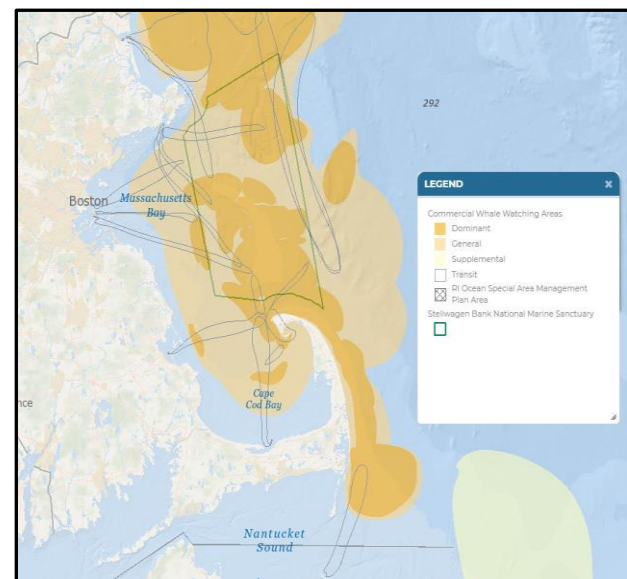 292
Boston
Massachusetts
Bay
Cape
Cod Bay
nce
Nantucket
Sound
LEGEND
x
Commercial Whale Watching Areas
Dominant
General
Supplemental
Transit
RI Ocean Special Area Management
Plan Area
Stellwagen Bank National Marine Sanctuary